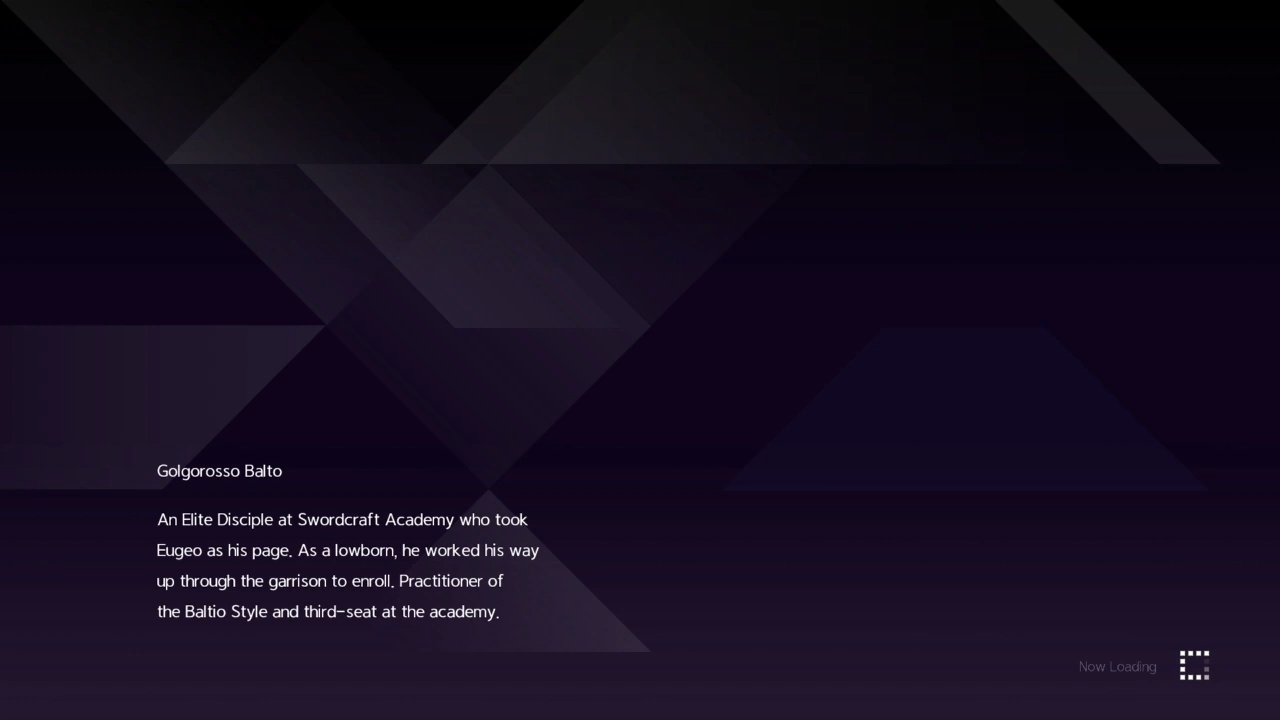 Golgorosso Balto
An Elite Disciple at Swordcraft Academy who took
Eugeo as his page. As a lowborn, he worked his way
up through the garrison to enroll. Practitioner of
the Baltio Style and third-seat at the academy.
Now Loading